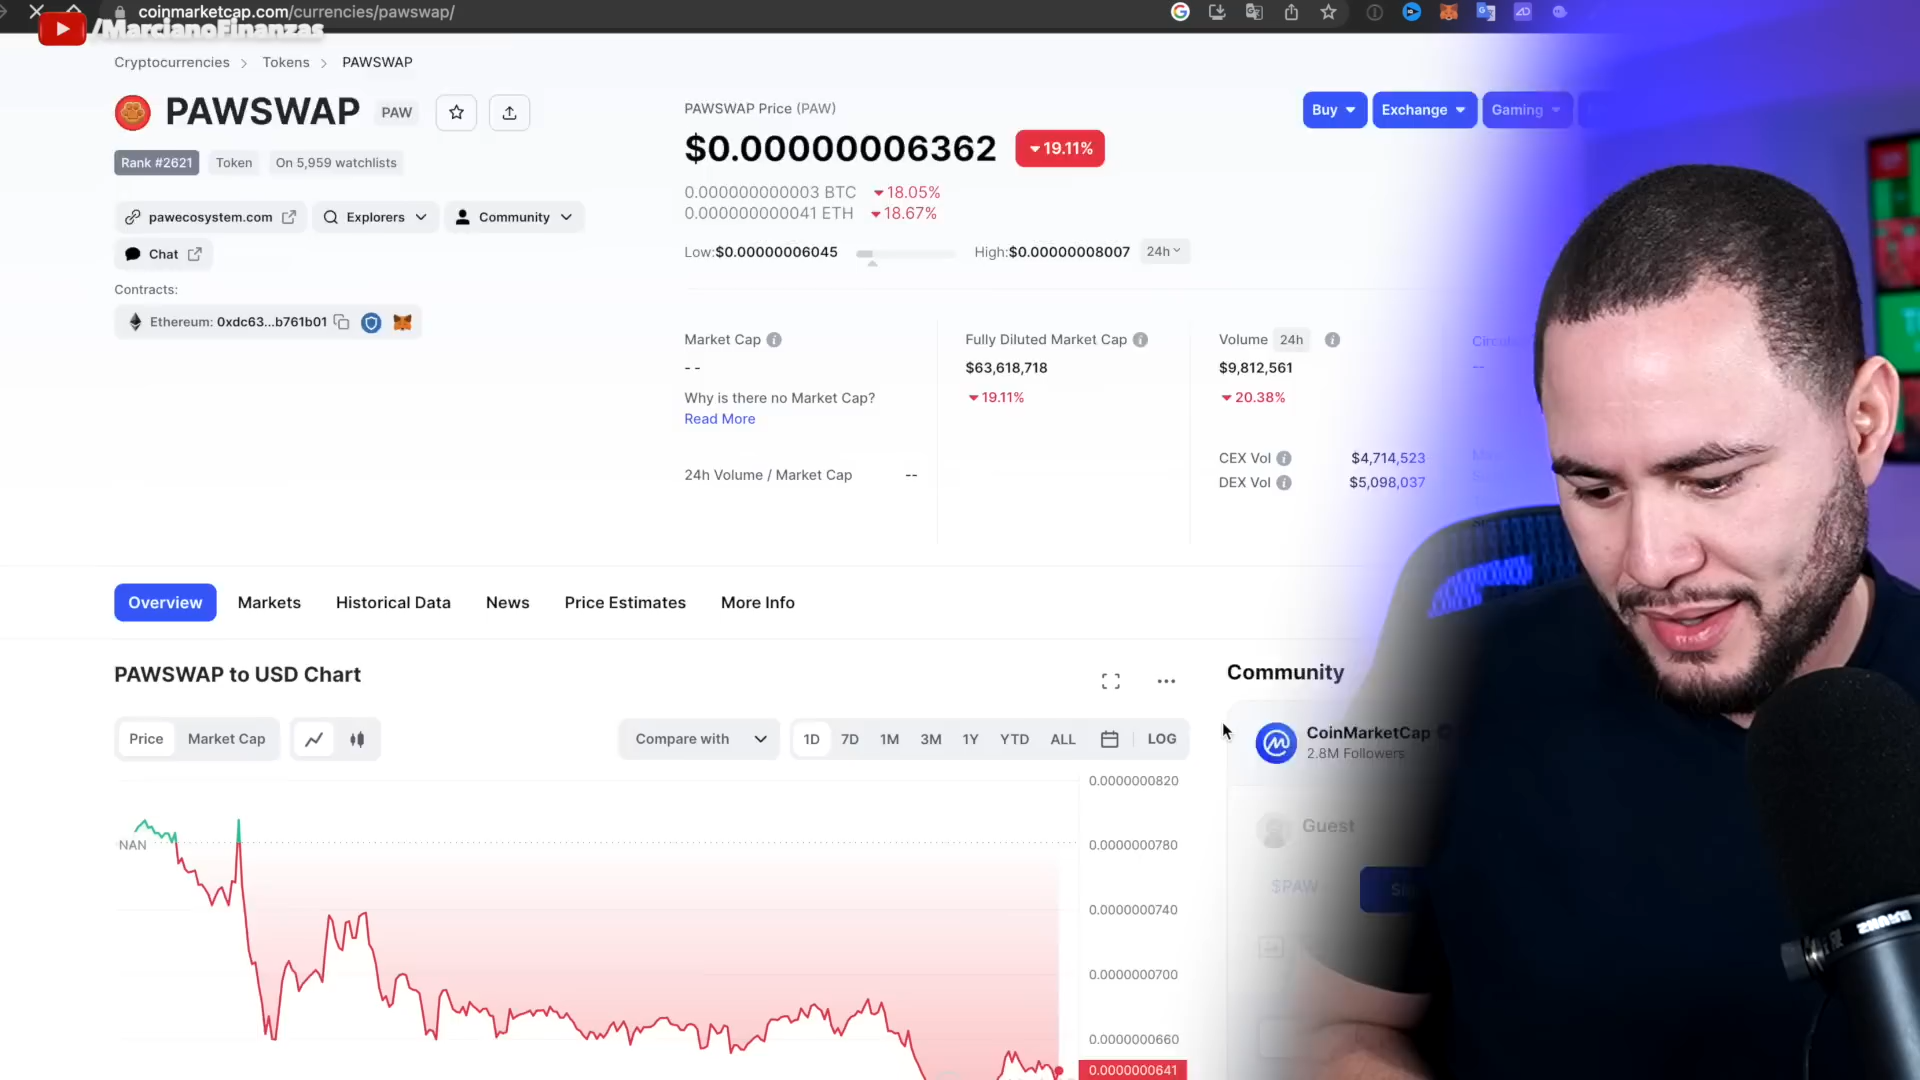 coinmarketcap.com/currencies/pawswap/
/MarcianoFinanzas
Cryptocurrencies > Tokens > PAWSWAP
PAWSWAP PAW
Rank #2621 Token On 5,959 watchlists
pawecosystem.com Explorers Community
Chat
Contracts:
Ethereum: 0xdc63...b761b01
PAWSWAP Price (PAW)
$0.00000006362 19.11%
0.000000000003 BTC 18.05%
0.000000000041 ETH 18.67%
Low:$0.00000006045 High:$0.00000008007 24h
Buy Exchange Gaming
Market Cap
- -
Why is there no Market Cap?
Read More
24h Volume / Market Cap --
Fully Diluted Market Cap
$63,618,718
19.11%
Volume 24h
$9,812,561
20.38%
CEX Vol $4,714,523
DEX Vol $5,098,037
--
Overview Markets Historical Data News Price Estimates More Info
PAWSWAP to USD Chart
Price Market Cap
Compare with 1D 7D 1M 3M 1Y YTD ALL LOG
0.0000000820
NAN 0.0000000780
0.0000000740
0.0000000700
0.0000000660
0.0000000641
Community
CoinMarketCap
2.8M Followers
Guest
$PAW